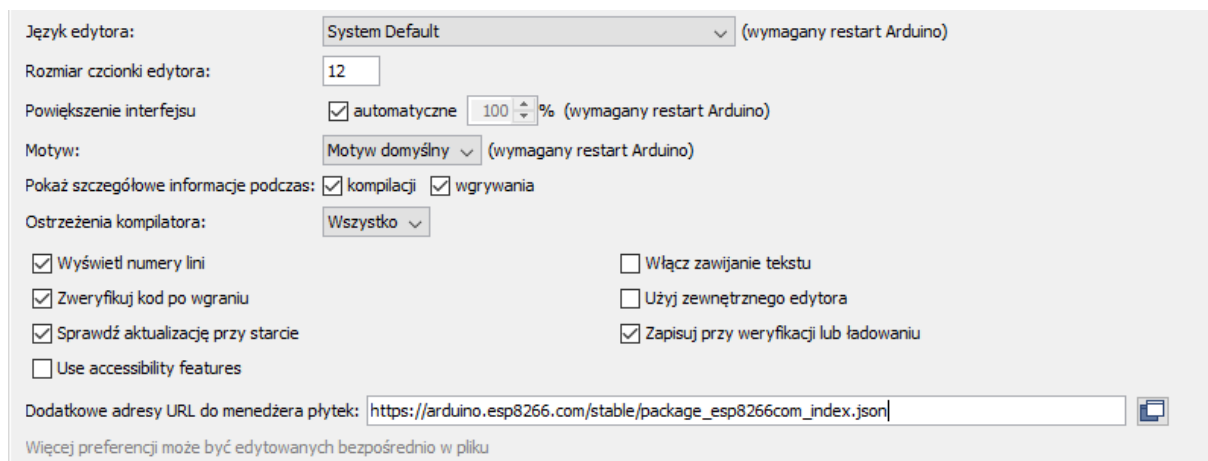 Język edytora: System Default (wymagany restart Arduino)
Rozmiar czcionki edytora: 12
Powiększenie interfejsu automatyczne 100 % (wymagany restart Arduino)
Motyw: Motyw domyślny (wymagany restart Arduino)
Pokaż szczegółowe informacje podczas: kompilacji wgrywania
Ostrzeżenia kompilatora: Wszystko
Wyświetl numery lini Włącz zawijanie tekstu
Zweryfikuj kod po wgraniu Użyj zewnętrznego edytora
Sprawdź aktualizację przy starcie Zapisuj przy weryfikacji lub ładowaniu
Use accessibility features
Dodatkowe adresy URL do menedżera płytek: https://arduino.esp8266.com/stable/package_esp8266com_index.json
Więcej preferencji może być edytowanych bezpośrednio w pliku